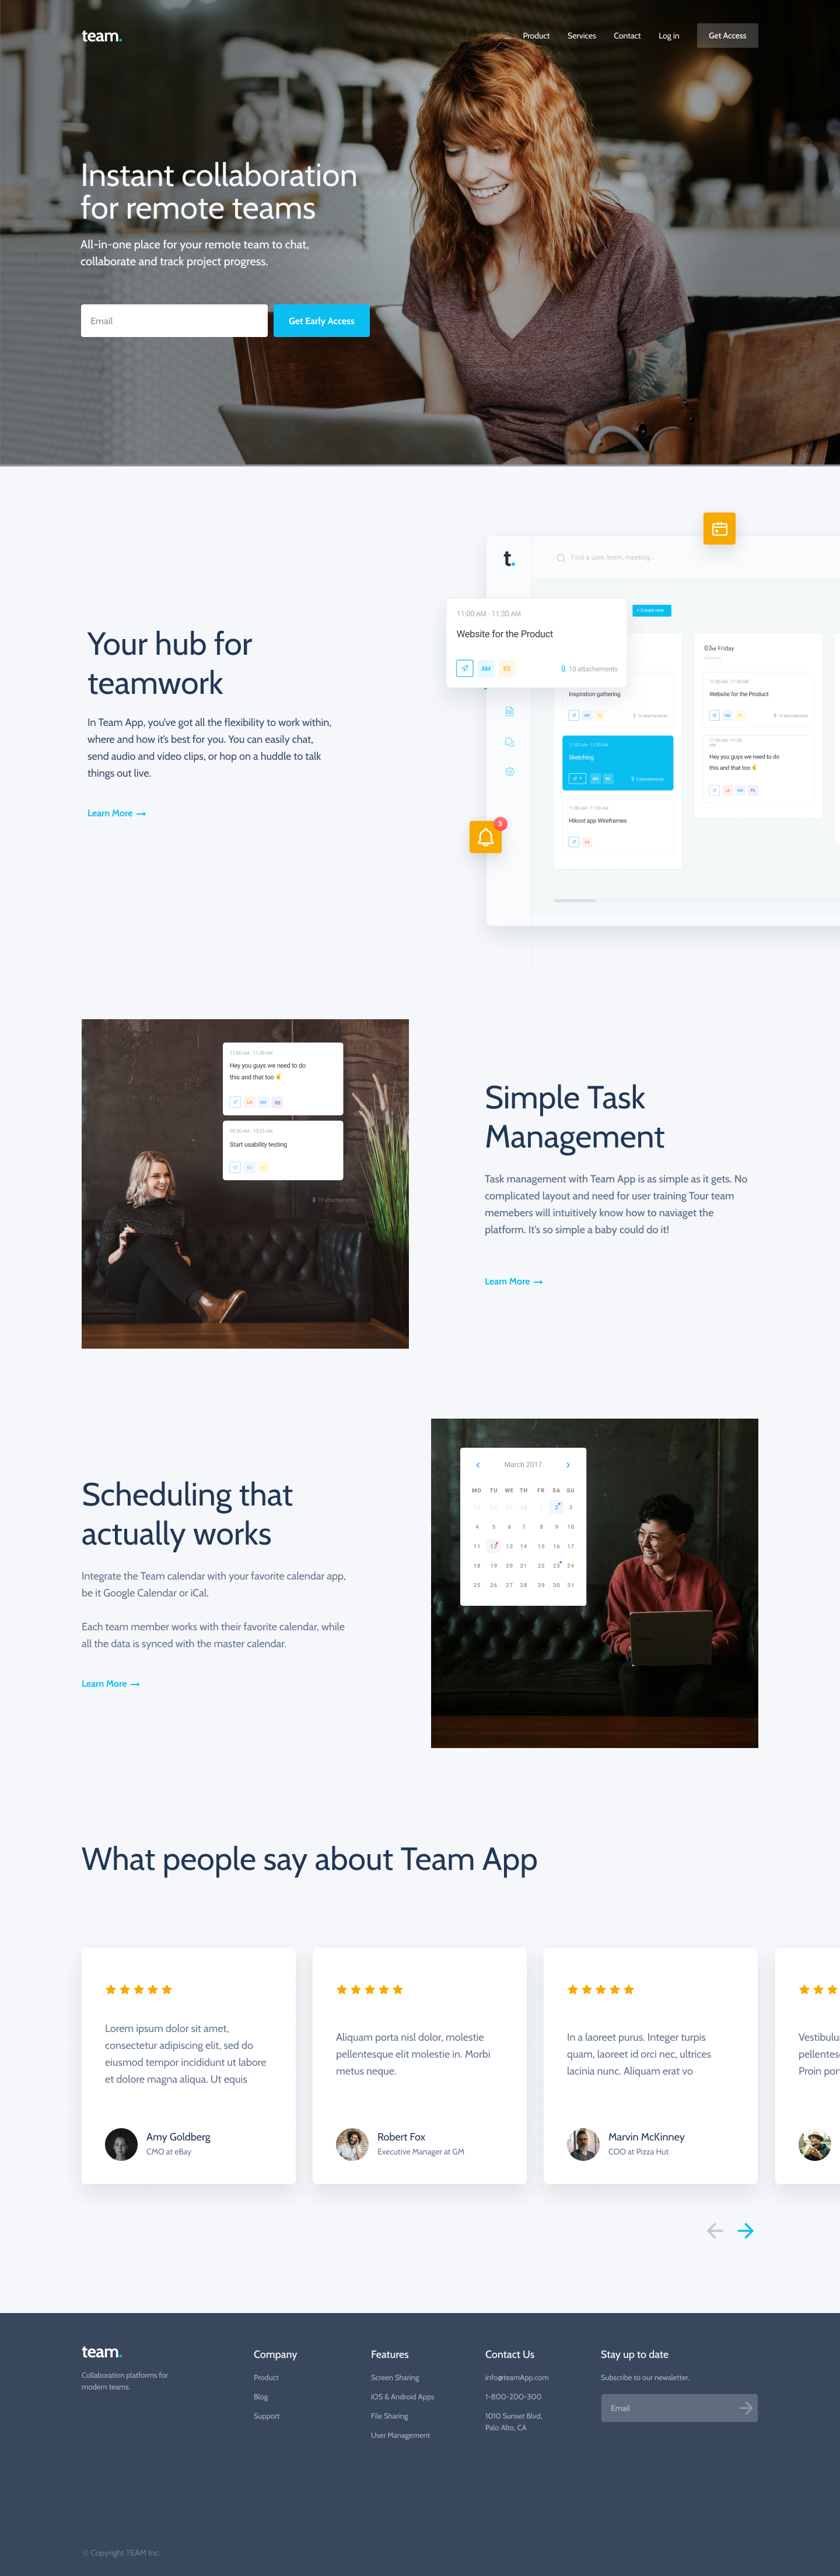 team.
Product Services Contact Log in Get Access
Instant collaboration
for remote teams
All-in-one place for your remote team to chat,
collaborate and track project progress.
Email
Get Early Access
Your hub for
teamwork
In Team App, you've got all the flexibility to work within,
where and how it's best for you. You can easily chat,
send audio and video clips, or hop on a huddle to talk
things out live.
Learn More
t.
Find a user, team, meeting...
+ Create new
11:00 AM - 11:30 AM
Website for the Product
AM ES 10 attachements
Inspiration gathering
AM ES 10 attachements
11:00 AM - 11:30 AM
Sketching
AM 5 attachements
11:00 AM - 11:30 AM
Hikoot app Wireframes
LA
03rd Friday
11:00 AM - 11:30 AM
Website for the Product
AM ES 10 attachements
11:00 AM - 11:30
AM
Hey you guys we need to do
this and that too
LA AM FS
3
11:00 AM - 11:30 AM
Hey you guys we need to do
this and that too
LA AM FS
09:50 AM - 13:25 AM
Start usability testing
10 attachements
Simple Task
Management
Task management with Team App is as simple as it gets. No
complicated layout and need for user training Tour team
memebers will intuitively know how to naviaget the
platform. It's so simple a baby could do it!
Learn More
Scheduling that
actually works
Integrate the Team calendar with your favorite calendar app,
be it Google Calendar or iCal.
Each team member works with their favorite calendar, while
all the data is synced with the master calendar.
Learn More
March 2017
MO TU WE TH FR SA SU
25 26 27 28 1 2 3
4 5 6 7 8 9 10
11 12 13 14 15 16 17
18 19 20 21 22 23 24
25 26 27 28 29 30 31
What people say about Team App
Lorem ipsum dolor sit amet,
consectetur adipiscing elit, sed do
eiusmod tempor incididunt ut labore
et dolore magna aliqua. Ut equis
Amy Goldberg
CMO at eBay
Aliquam porta nisl dolor, molestie
pellentesque elit molestie in. Morbi
metus neque.
Robert Fox
Executive Manager at GM
In a laoreet purus. Integer turpis
quam, laoreet id orci nec, ultrices
lacinia nunc. Aliquam erat vo
Marvin McKinney
COO at Pizza Hut
Vestibulu
pellentes
Proin por
team.
Collaboration platforms for
modern teams.
Company
Product
Blog
Support
Features
Screen Sharing
iOS & Android Apps
File Sharing
User Management
Contact Us
info@teamApp.com
1-800-200-300
1010 Sunset Blvd,
Palo Alto, CA
Stay up to date
Subscribe to our newsletter.
Email
© Copyright TEAM Inc.